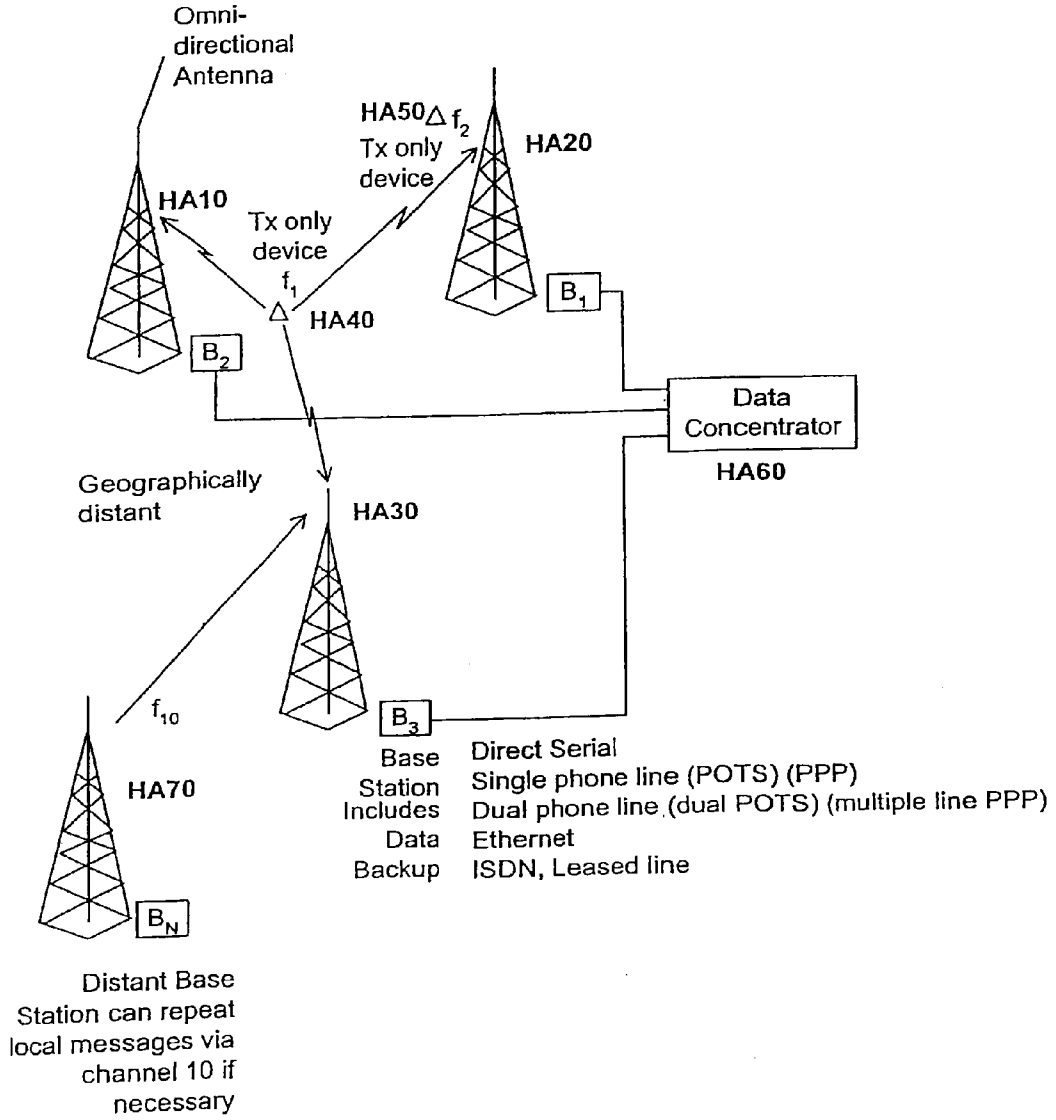 Omni-
directional
Antenna
HA50 △ f2
HA20
Tx only
device
HA10
Tx only
device
f1
HA40
B1
B2
Data
Concentrator
HA60
Geographically
distant
HA30
f10
B3
Base Direct Serial
Station Single phone line (POTS) (PPP)
Includes Dual phone line (dual POTS) (multiple line PPP)
Data Ethernet
Backup ISDN, Leased line
HA70
BN
Distant Base
Station can repeat
local messages via
channel 10 if
necessary